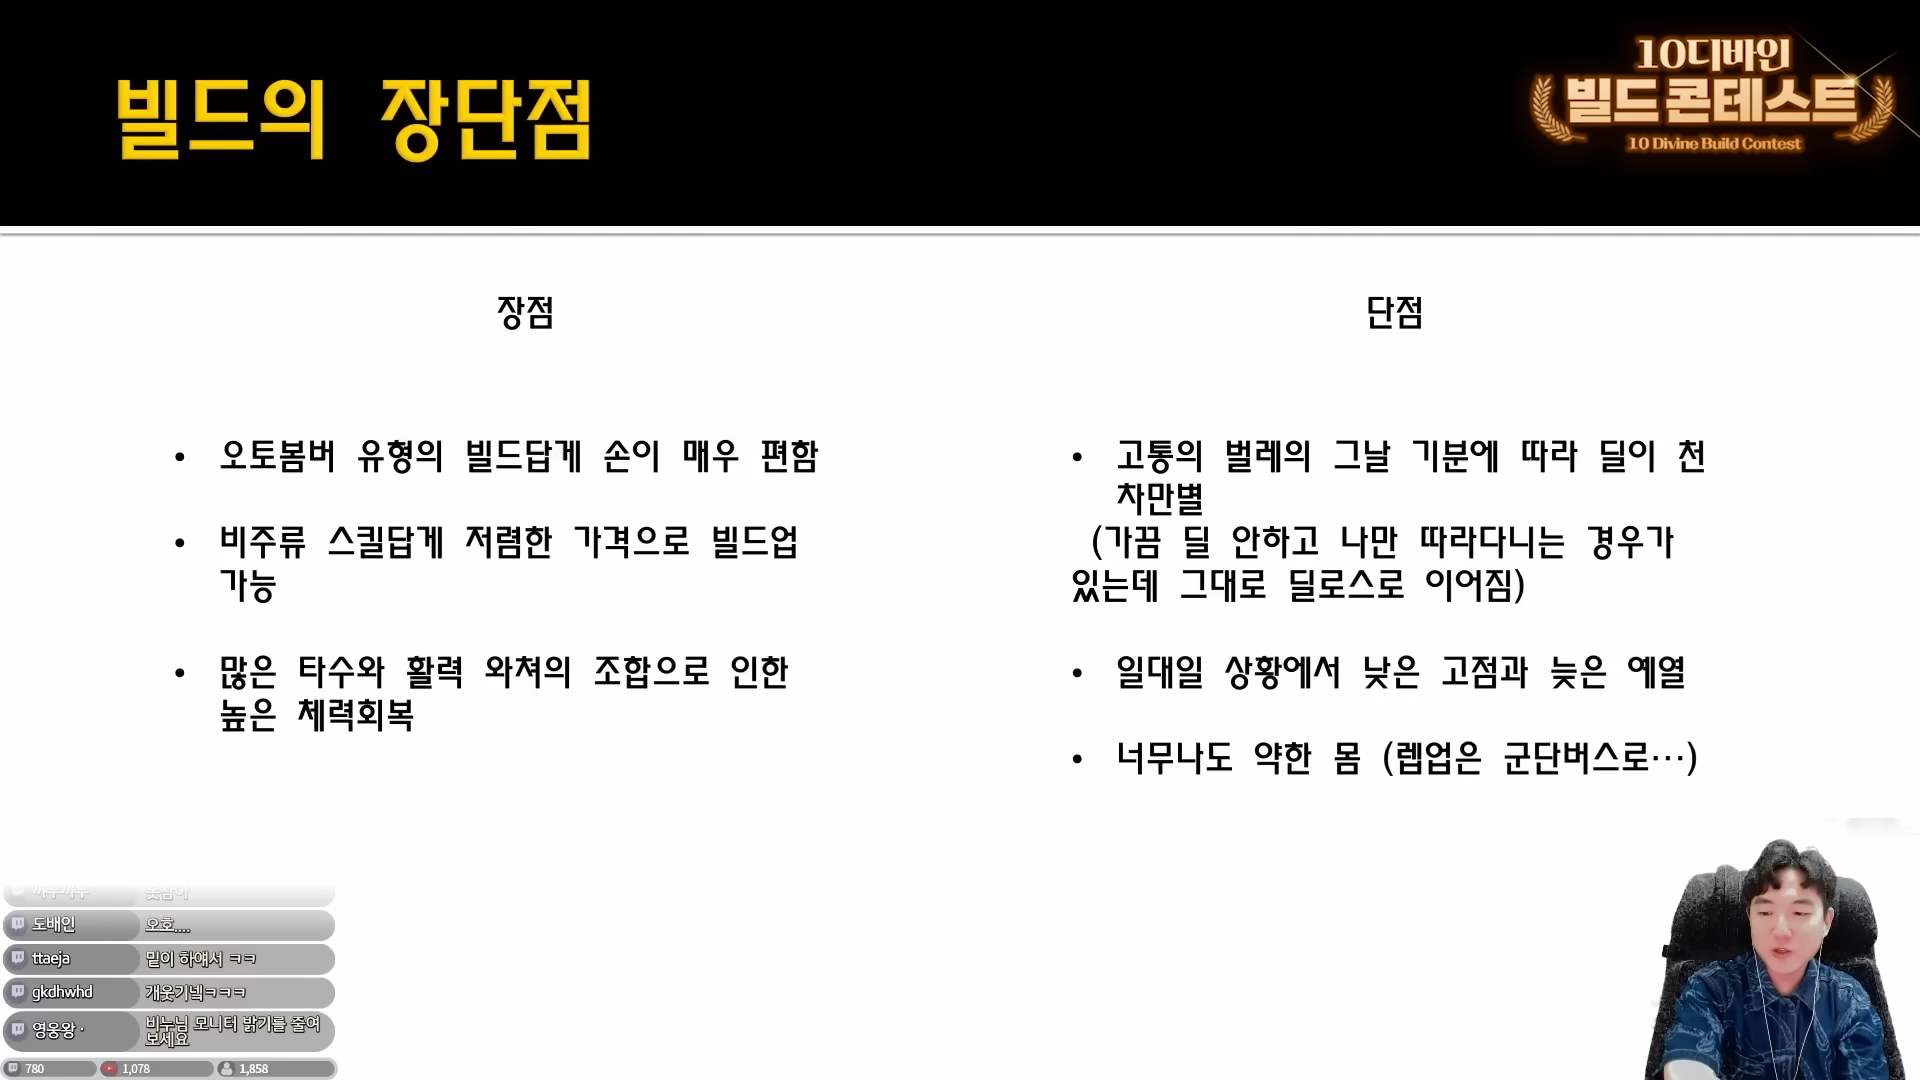 빌드의 장단점
10디바인
빌드 콘테스트
10 Divine Build Contest
장점
• 오토봄버 유형의 빌드답게 손이 매우 편함
• 비주류 스킬답게 저렴한 가격으로 빌드업
가능
• 많은 타수와 활력 와쳐의 조합으로 인한
높은 체력회복
단점
• 고통의 벌레의 그날 기분에 따라 딜이 천
차만별
(가끔 딜 안하고 나만 따라다니는 경우가
있는데 그대로 딜로스로 이어짐)
• 일대일 상황에서 낮은 고점과 늦은 예열
• 너무나도 약한 몸 (렙업은 군단버스로…)
도배인 오호....
ttaeja 밑이 하얘서 ㅋㅋ
gkdhwhd 개웃기넼ㅋㅋㅋ
영웅왕· 비누님 모니터 밝기를 줄여
보세요
780 1,078 1,858